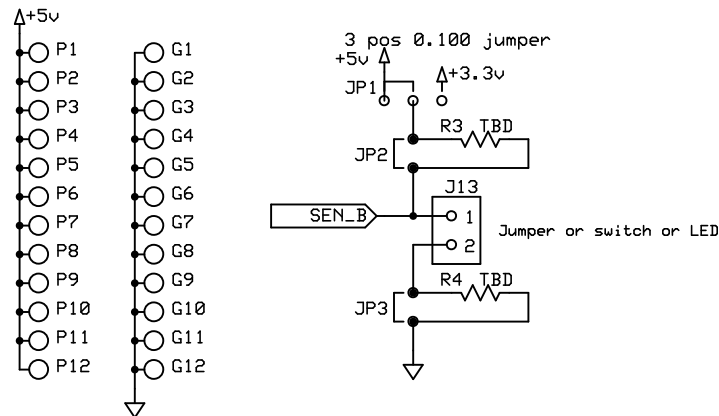 +5v
P1
P2
P3
P4
P5
P6
P7
P8
P9
P10
P11
P12
G1
G2
G3
G4
G5
G6
G7
G8
G9
G10
G11
G12
3 pos 0.100 jumper
+5v
+3.3v
JP1
R3 TBD
JP2
J13
SEN_B
1
2
Jumper or switch or LED
R4 TBD
JP3